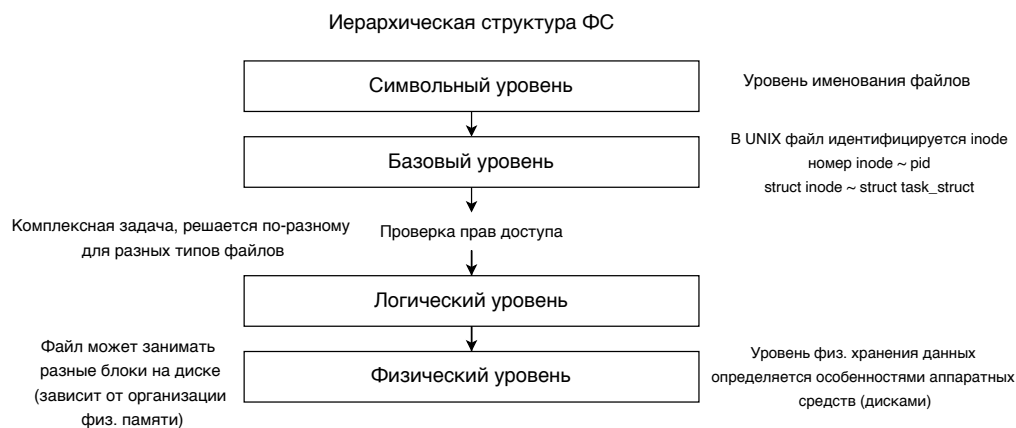 Иерархическая структура ФС
Символьный уровень
Уровень именования файлов
Базовый уровень
В UNIX файл идентифицируется inode
номер inode ~ pid
struct inode ~ struct task_struct
Комплексная задача, решается по-разному
для разных типов файлов
Проверка прав доступа
Логический уровень
Файл может занимать
разные блоки на диске
(зависит от организации
физ. памяти)
Физический уровень
Уровень физ. хранения данных
определяется особенностями аппаратных
средств (дисками)